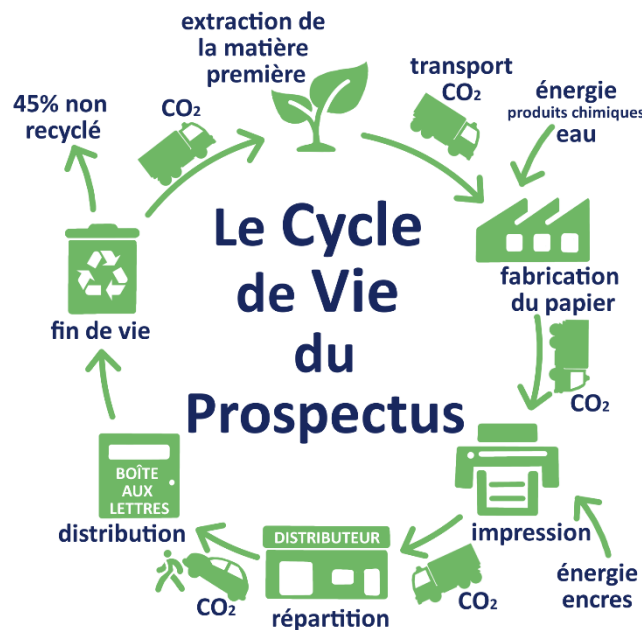 Le Cycle
de Vie
du
Prospectus
extraction de
la matière
première
transport
CO₂
énergie
produits chimiques
eau
fabrication
du papier
CO₂
impression
énergie
encres
CO₂
DISTRIBUTEUR
répartition
CO₂
BOÎTE
AUX
LETTRES
distribution
fin de vie
45% non
recyclé
CO₂